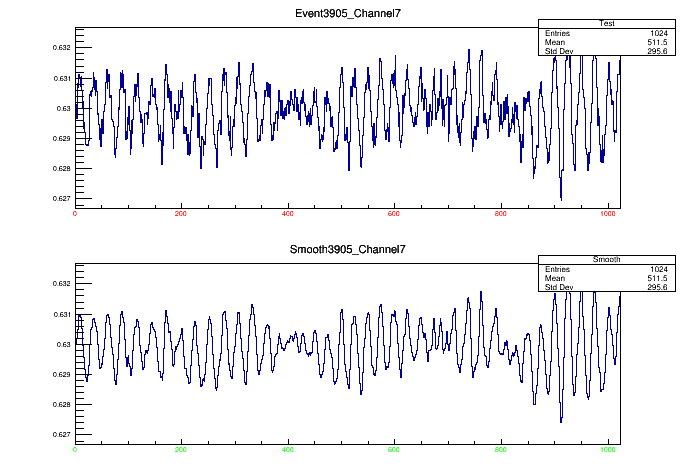 Event3905_Channel7
Test
Entries 1024
Mean 511.5
Std Dev 295.6
0.632
0.631
0.63
0.629
0.628
0.627
0 200 400 600 800 1000
Smooth3905_Channel7
Smooth
Entries 1024
Mean 511.5
Std Dev 295.6
0.632
0.631
0.63
0.629
0.628
0.627
0 200 400 600 800 1000